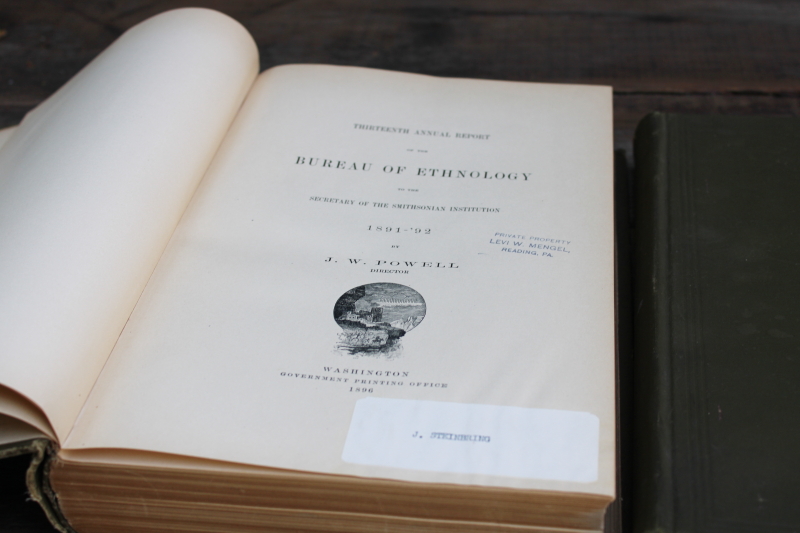 THIRTEENTH ANNUAL REPORT
OF THE
BUREAU OF ETHNOLOGY
TO THE
SECRETARY OF THE SMITHSONIAN INSTITUTION
1891-'92
BY
J. W. POWELL
DIRECTOR
PRIVATE PROPERTY
LEVI W. MENGEL,
READING, PA.
WASHINGTON
GOVERNMENT PRINTING OFFICE
1896
J. STEINBRING